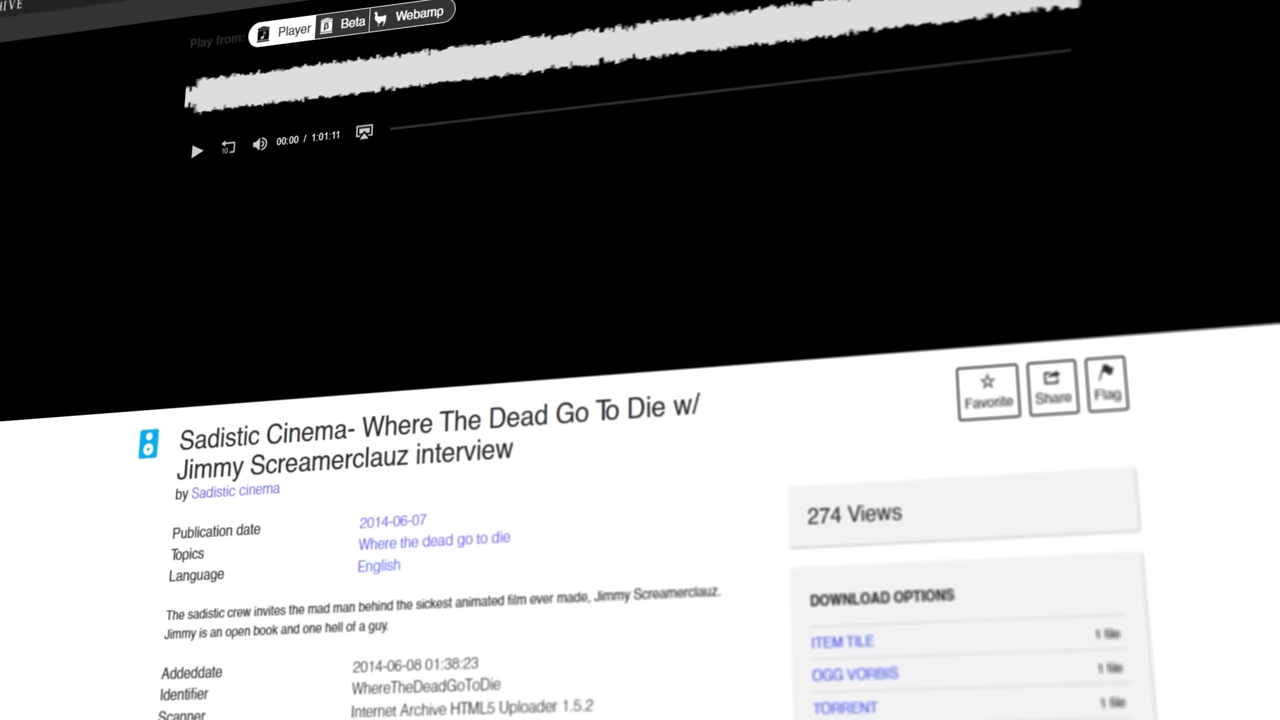 HIVE
Play from: Player Beta Webamp
10 00:00 / 1:01:11
Sadistic Cinema- Where The Dead Go To Die w/
Jimmy Screamerclauz interview
by Sadistic cinema
Favorite Share Flag
Publication date 2014-06-07
Topics Where the dead go to die
Language English
The sadistic crew invites the mad man behind the sickest animated film ever made, Jimmy Screamerclauz.
Jimmy is an open book and one hell of a guy.
Addeddate 2014-06-08 01:38:23
Identifier WhereTheDeadGoToDie
Scanner Internet Archive HTML5 Uploader 1.5.2
274 Views
DOWNLOAD OPTIONS
ITEM TILE 1 file
OGG VORBIS 1 file
TORRENT 1 file